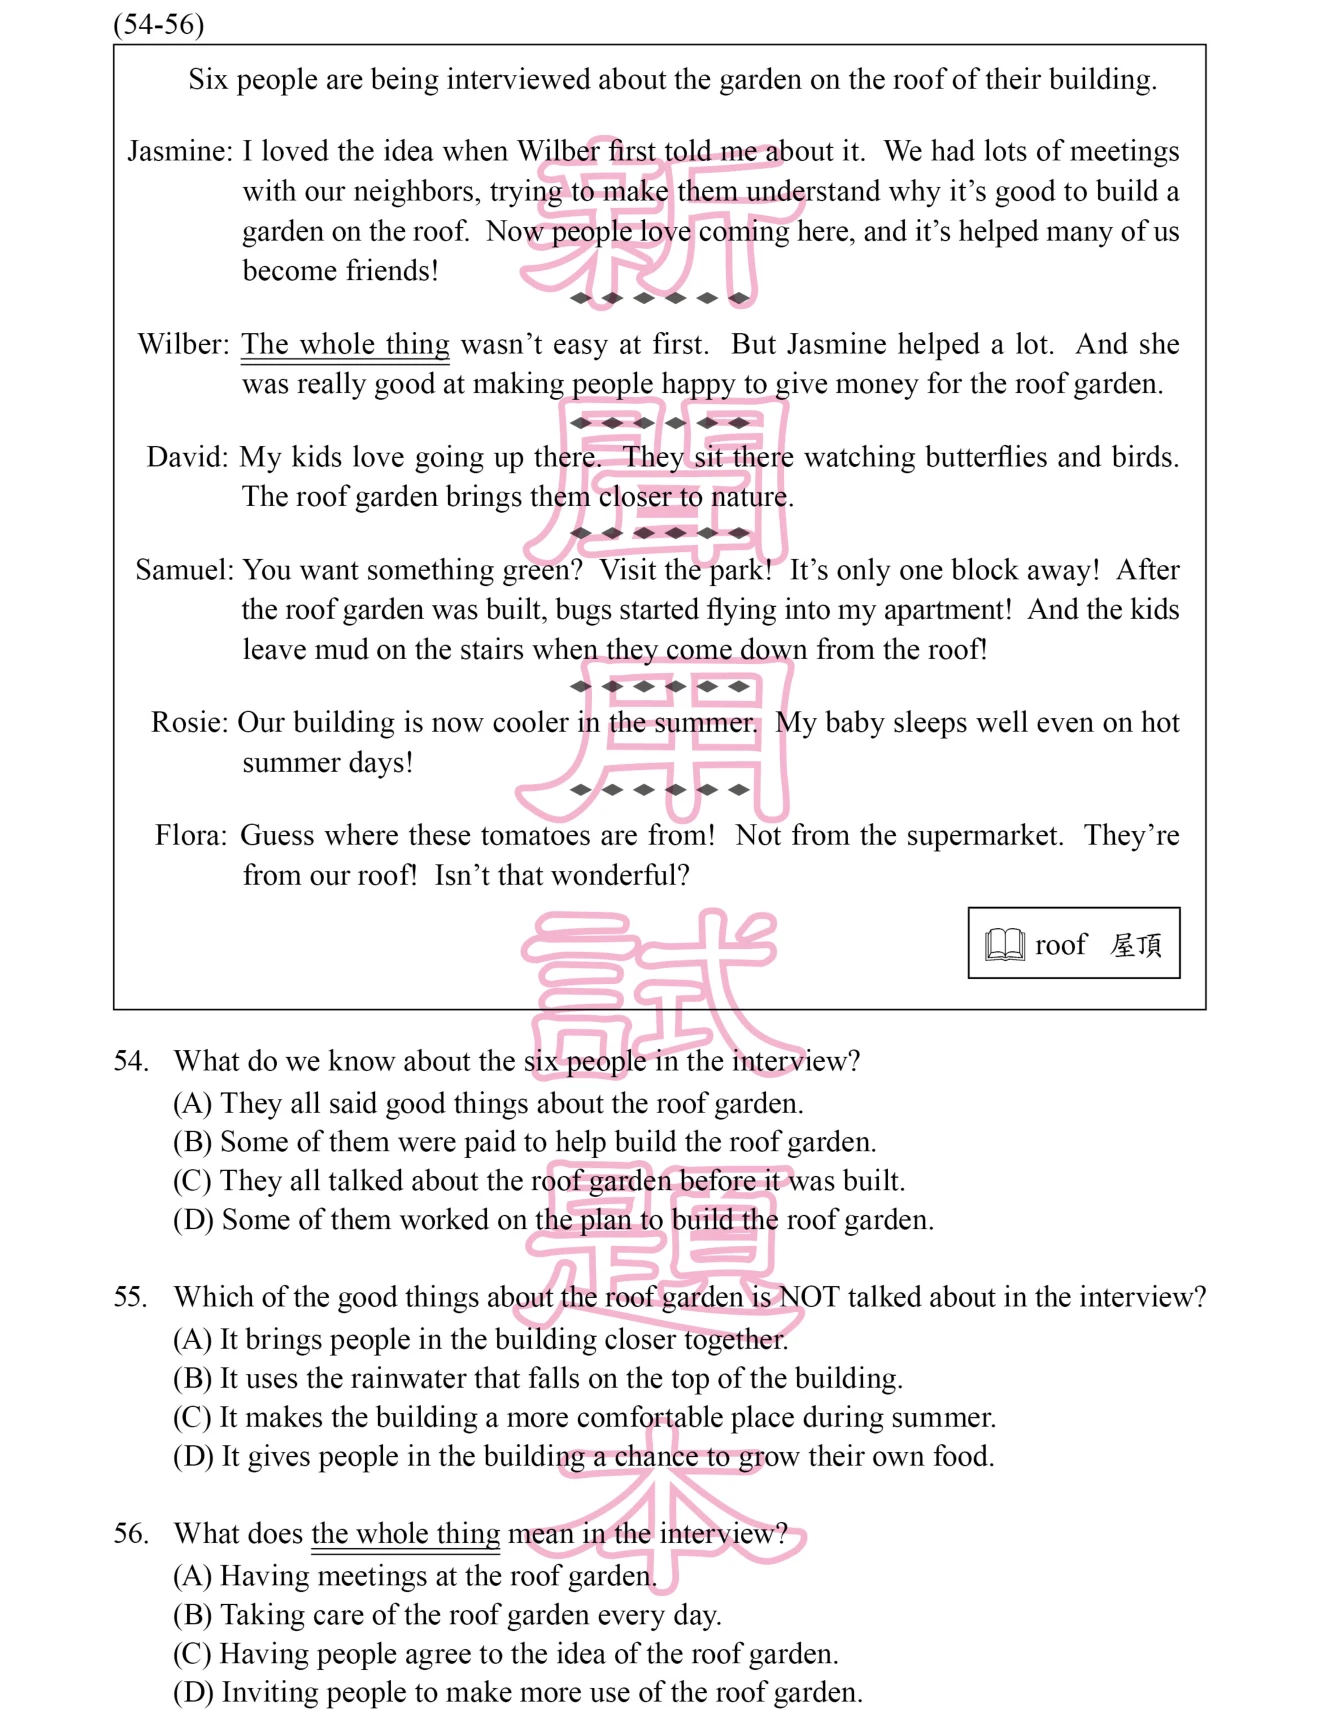 (54-56)
Six people are being interviewed about the garden on the roof of their building.
Jasmine: I loved the idea when Wilber first told me about it. We had lots of meetings
with our neighbors, trying to make them understand why it’s good to build a
garden on the roof. Now people love coming here, and it’s helped many of us
become friends!
Wilber: The whole thing wasn’t easy at first. But Jasmine helped a lot. And she
was really good at making people happy to give money for the roof garden.
David: My kids love going up there. They sit there watching butterflies and birds.
The roof garden brings them closer to nature.
Samuel: You want something green? Visit the park! It’s only one block away! After
the roof garden was built, bugs started flying into my apartment! And the kids
leave mud on the stairs when they come down from the roof!
Rosie: Our building is now cooler in the summer. My baby sleeps well even on hot
summer days!
Flora: Guess where these tomatoes are from! Not from the supermarket. They’re
from our roof! Isn’t that wonderful?
roof 屋頂
54. What do we know about the six people in the interview?
(A) They all said good things about the roof garden.
(B) Some of them were paid to help build the roof garden.
(C) They all talked about the roof garden before it was built.
(D) Some of them worked on the plan to build the roof garden.
55. Which of the good things about the roof garden is NOT talked about in the interview?
(A) It brings people in the building closer together.
(B) It uses the rainwater that falls on the top of the building.
(C) It makes the building a more comfortable place during summer.
(D) It gives people in the building a chance to grow their own food.
56. What does the whole thing mean in the interview?
(A) Having meetings at the roof garden.
(B) Taking care of the roof garden every day.
(C) Having people agree to the idea of the roof garden.
(D) Inviting people to make more use of the roof garden.
新聞用試題本